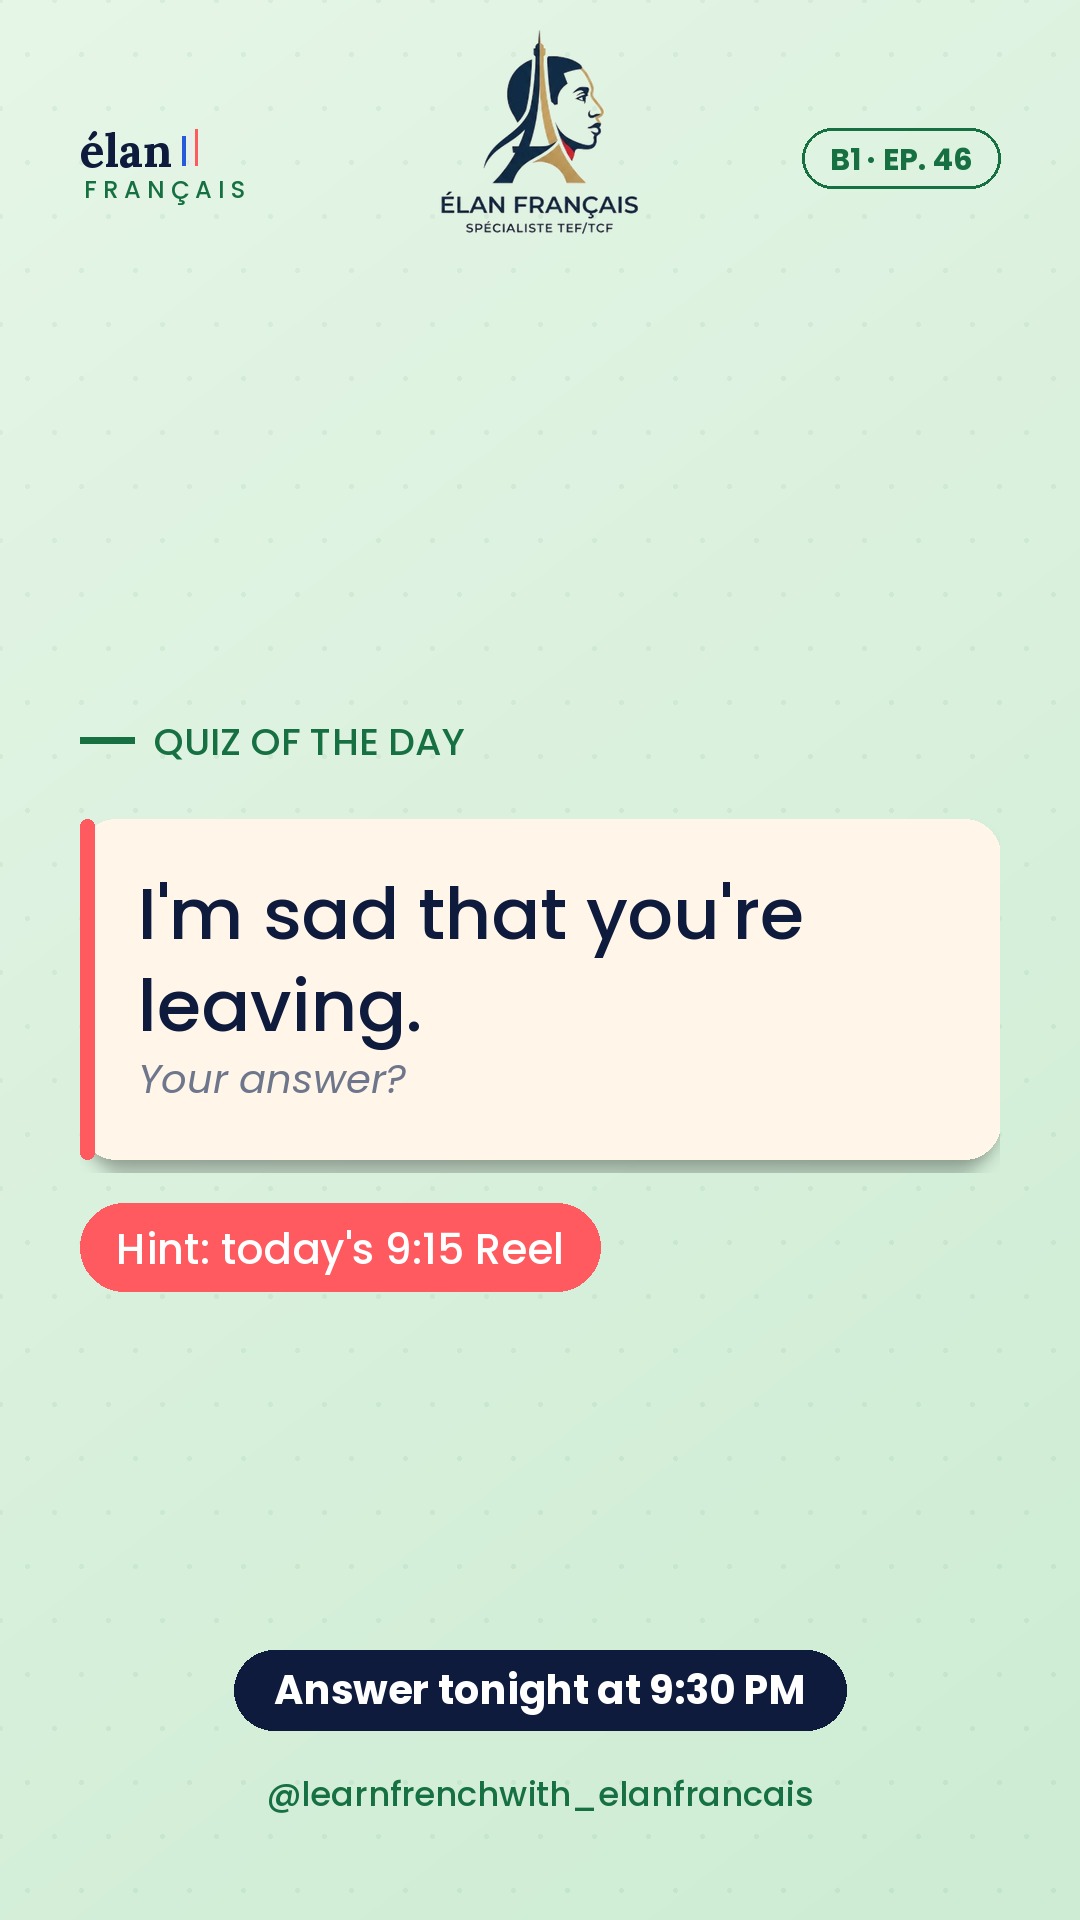 élan
FRANÇAIS
ÉLAN FRANÇAIS
SPÉCIALISTE TEF/TCF
B1 · EP. 46
QUIZ OF THE DAY
I'm sad that you're
leaving.
Your answer?
Hint: today's 9:15 Reel
Answer tonight at 9:30 PM
@learnfrenchwith_elanfrancais